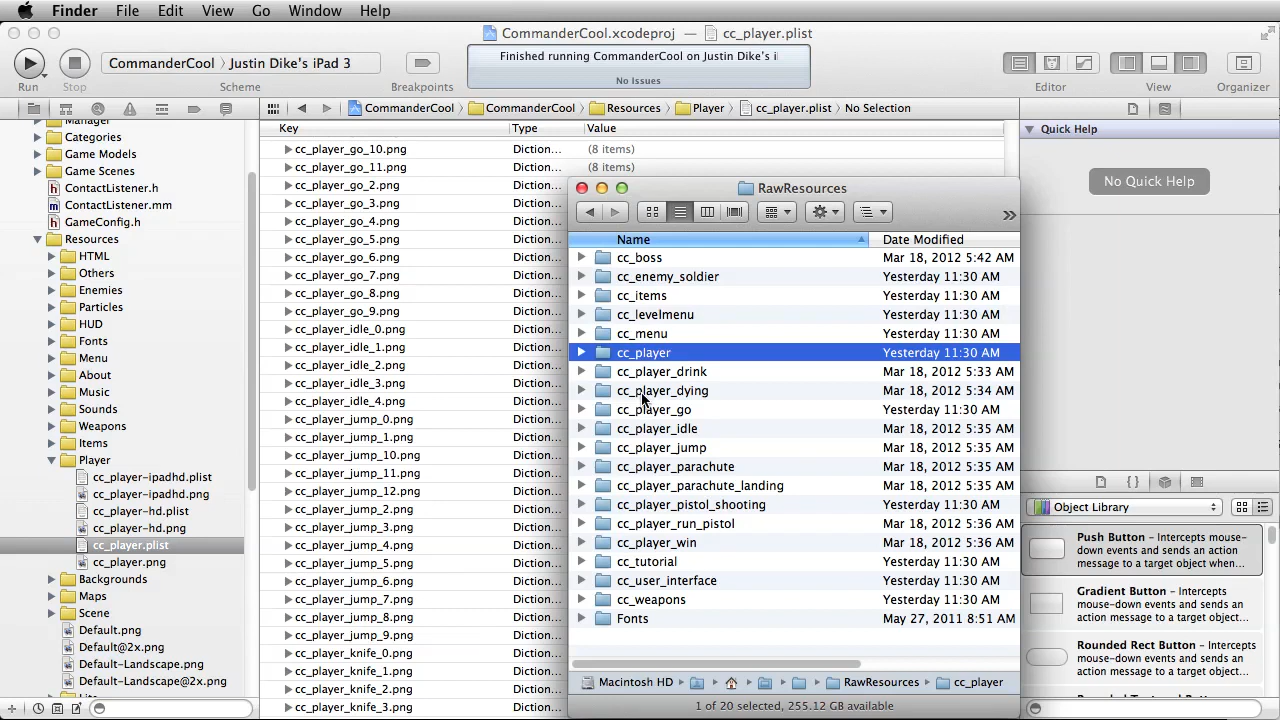 Finder File Edit View Go Window Help
CommanderCool.xcodeproj — cc_player.plist
CommanderCool Justin Dike's iPad 3
Finished running CommanderCool on Justin Dike's i
No Issues
Run Stop Scheme Breakpoints Editor View Organizer
CommanderCool CommanderCool Resources Player cc_player.plist No Selection
Manager
Categories
Game Models
Game Scenes
ContactListener.h
ContactListener.mm
GameConfig.h
Resources
HTML
Others
Enemies
Particles
HUD
Fonts
Menu
About
Music
Sounds
Weapons
Items
Player
cc_player-ipadhd.plist
cc_player-ipadhd.png
cc_player-hd.plist
cc_player-hd.png
cc_player.plist
cc_player.png
Backgrounds
Maps
Scene
Default.png
Default@2x.png
Default-Landscape.png
Default-Landscape@2x.png
Key Type Value
cc_player_go_10.png Diction... (8 items)
cc_player_go_11.png Diction... (8 items)
cc_player_go_2.png Diction...
cc_player_go_3.png Diction...
cc_player_go_4.png Diction...
cc_player_go_5.png Diction...
cc_player_go_6.png Diction...
cc_player_go_7.png Diction...
cc_player_go_8.png Diction...
cc_player_go_9.png Diction...
cc_player_idle_0.png Diction...
cc_player_idle_1.png Diction...
cc_player_idle_2.png Diction...
cc_player_idle_3.png Diction...
cc_player_idle_4.png Diction...
cc_player_jump_0.png Diction...
cc_player_jump_1.png Diction...
cc_player_jump_10.png Diction...
cc_player_jump_11.png Diction...
cc_player_jump_12.png Diction...
cc_player_jump_2.png Diction...
cc_player_jump_3.png Diction...
cc_player_jump_4.png Diction...
cc_player_jump_5.png Diction...
cc_player_jump_6.png Diction...
cc_player_jump_7.png Diction...
cc_player_jump_8.png Diction...
cc_player_jump_9.png Diction...
cc_player_knife_0.png Diction...
cc_player_knife_1.png Diction...
cc_player_knife_2.png Diction...
cc_player_knife_3.png Diction...
RawResources
Name Date Modified
cc_boss Mar 18, 2012 5:42 AM
cc_enemy_soldier Yesterday 11:30 AM
cc_items Yesterday 11:30 AM
cc_levelmenu Yesterday 11:30 AM
cc_menu Yesterday 11:30 AM
cc_player Yesterday 11:30 AM
cc_player_drink Mar 18, 2012 5:33 AM
cc_player_dying Mar 18, 2012 5:34 AM
cc_player_go Yesterday 11:30 AM
cc_player_idle Mar 18, 2012 5:35 AM
cc_player_jump Mar 18, 2012 5:35 AM
cc_player_parachute Mar 18, 2012 5:35 AM
cc_player_parachute_landing Mar 18, 2012 5:35 AM
cc_player_pistol_shooting Yesterday 11:30 AM
cc_player_run_pistol Mar 18, 2012 5:36 AM
cc_player_win Mar 18, 2012 5:36 AM
cc_tutorial Yesterday 11:30 AM
cc_user_interface Yesterday 11:30 AM
cc_weapons Yesterday 11:30 AM
Fonts May 27, 2011 8:51 AM
Macintosh HD RawResources cc_player
1 of 20 selected, 255.12 GB available
Quick Help
No Quick Help
Object Library
Push Button – Intercepts mouse-
down events and sends an action
message to a target object when...
Gradient Button – Intercepts
mouse-down events and sends an
action message to a target object...
Rounded Rect Button – Intercepts
mouse-down events and sends an
action message to a target object...